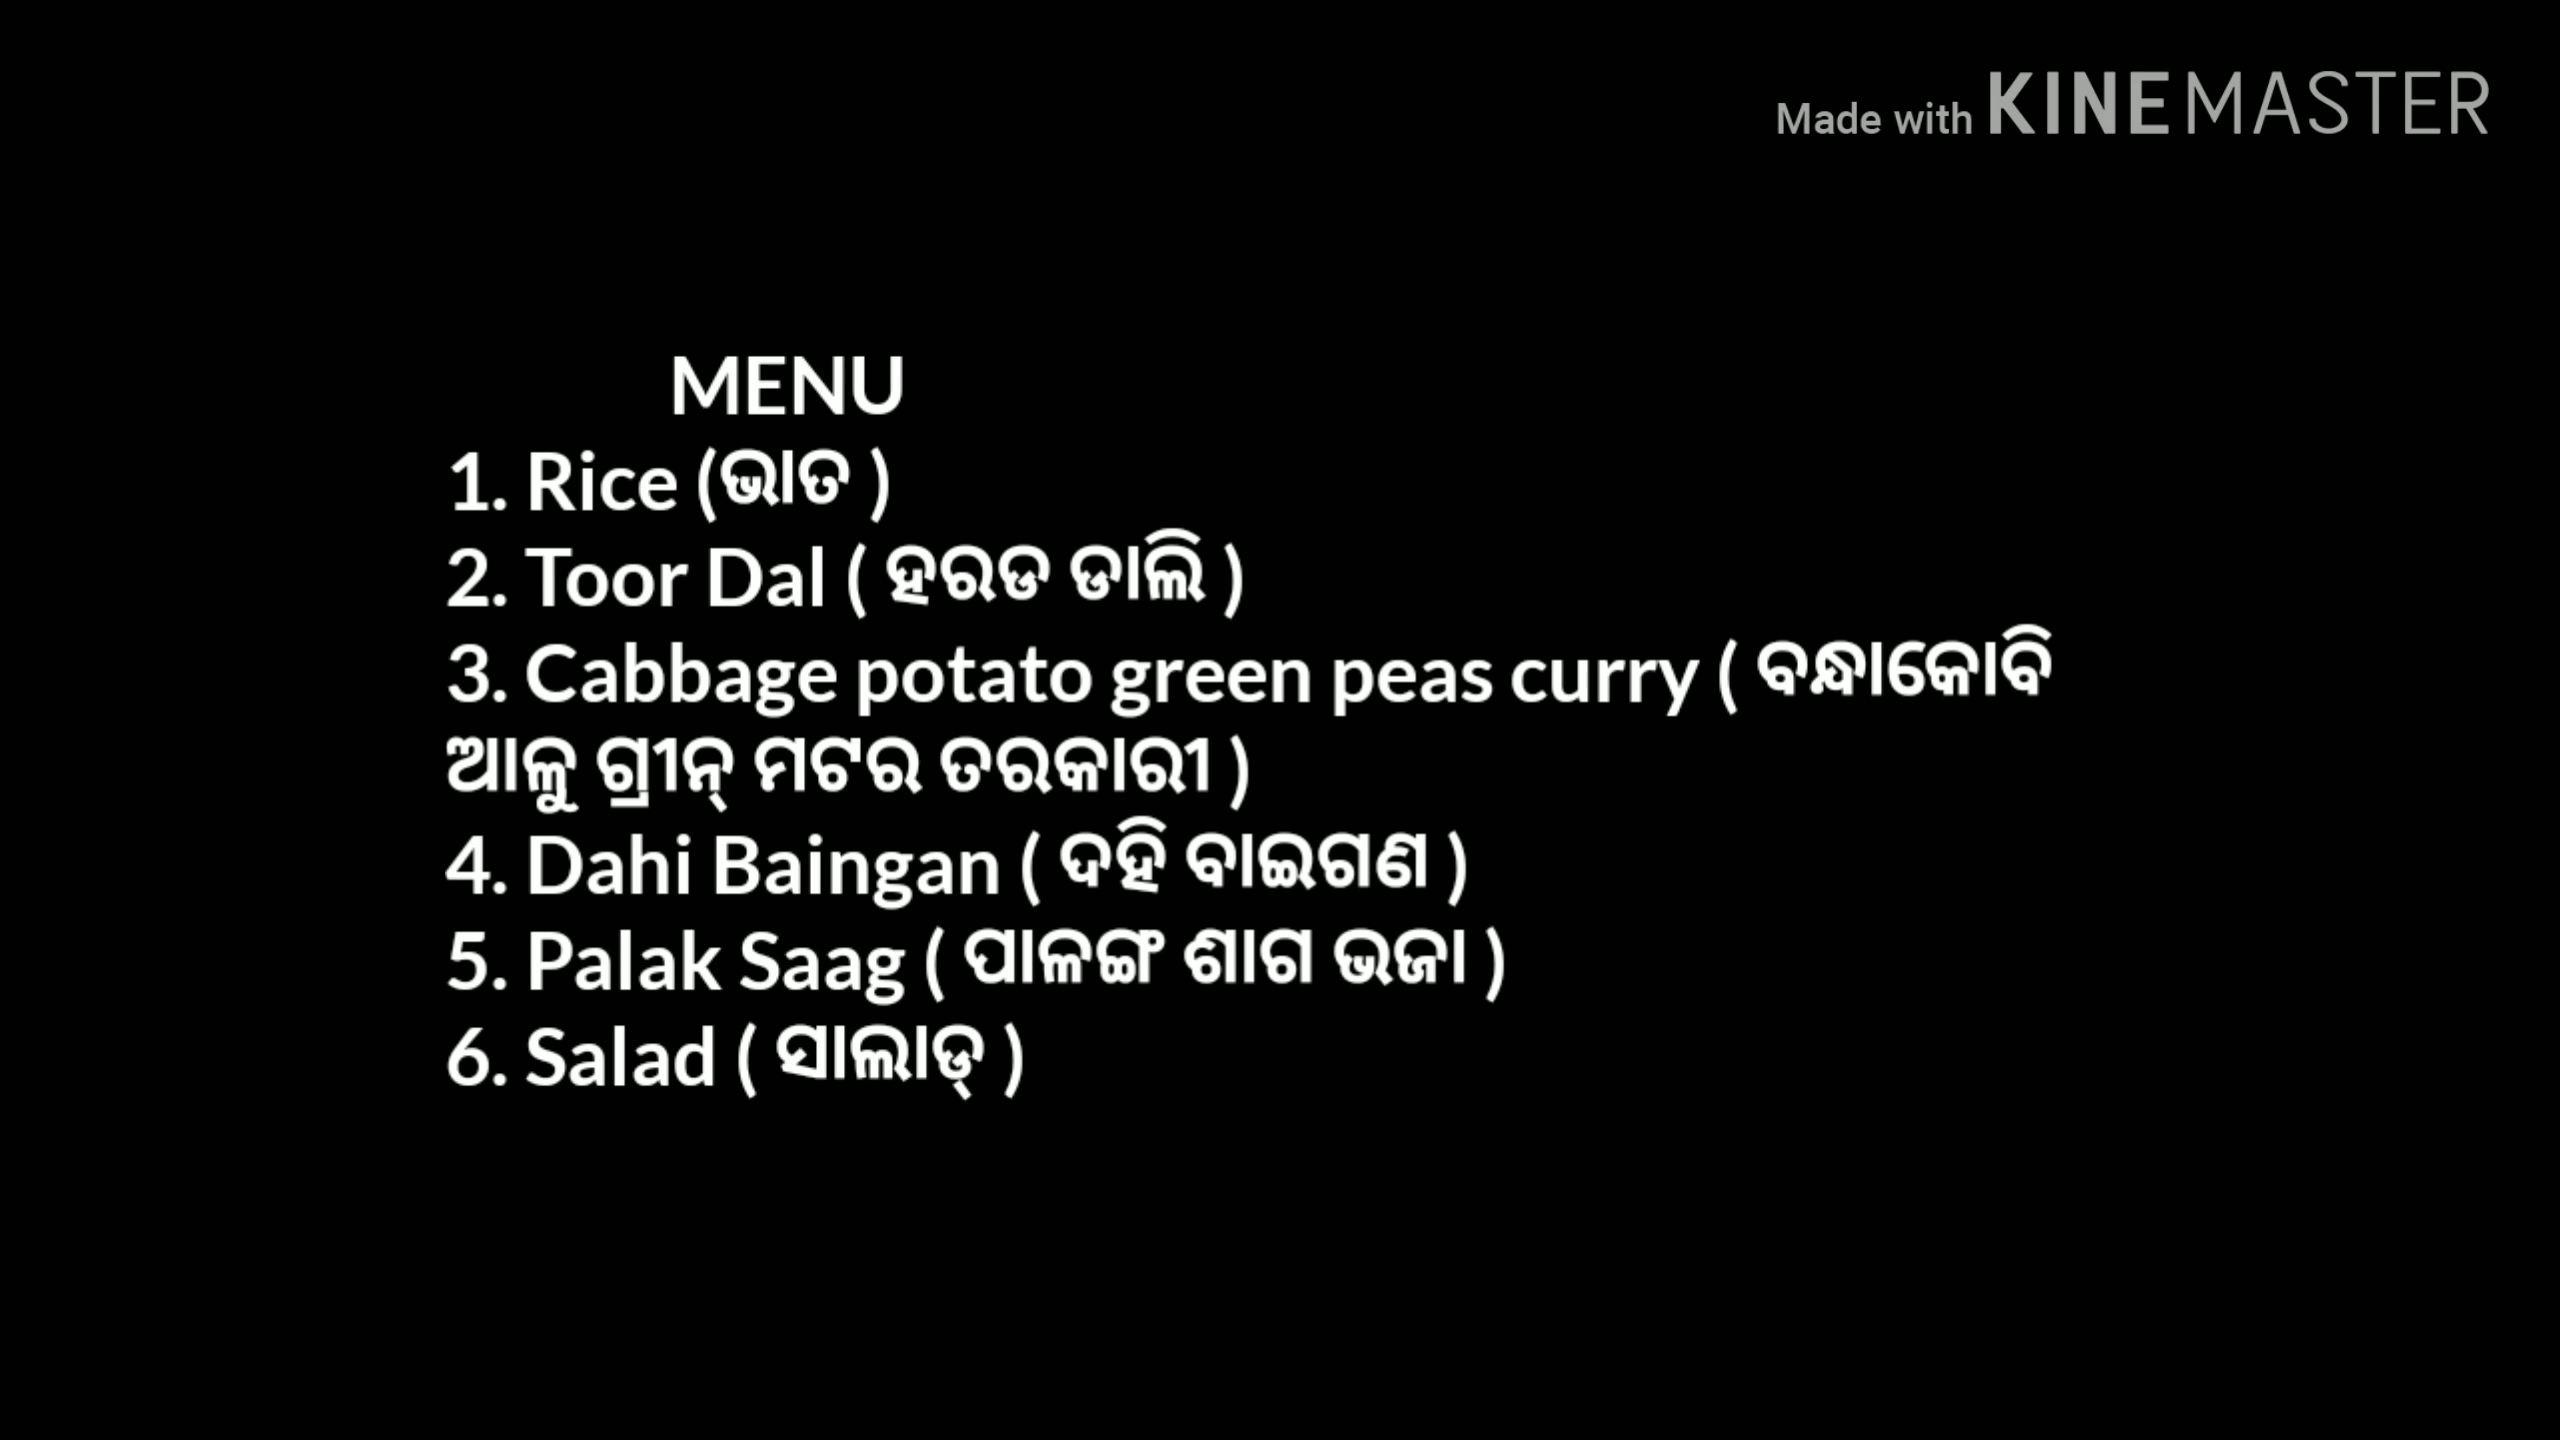 Made with KINEMASTER
MENU
1. Rice (ଭାତ )
2. Toor Dal ( ହରଡ ଡାଲି )
3. Cabbage potato green peas curry ( ବନ୍ଧାକୋବି
ଆଳୁ ଗ୍ରୀନ୍ ମଟର ତରକାରୀ )
4. Dahi Baingan ( ଦହି ବାଇଗଣ )
5. Palak Saag ( ପାଳଙ୍ଗ ଶାଗ ଭଜା )
6. Salad ( ସାଲାଡ୍ )